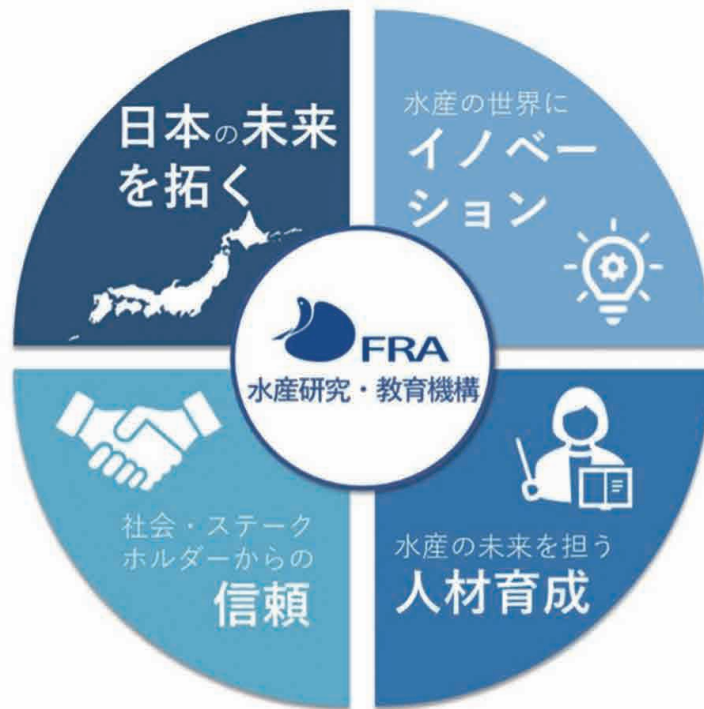 日本の未来
を拓く
水産の世界に
イノベー
ション
FRA
水産研究・教育機構
社会・ステーク
ホルダーからの
信頼
水産の未来を担う
人材育成